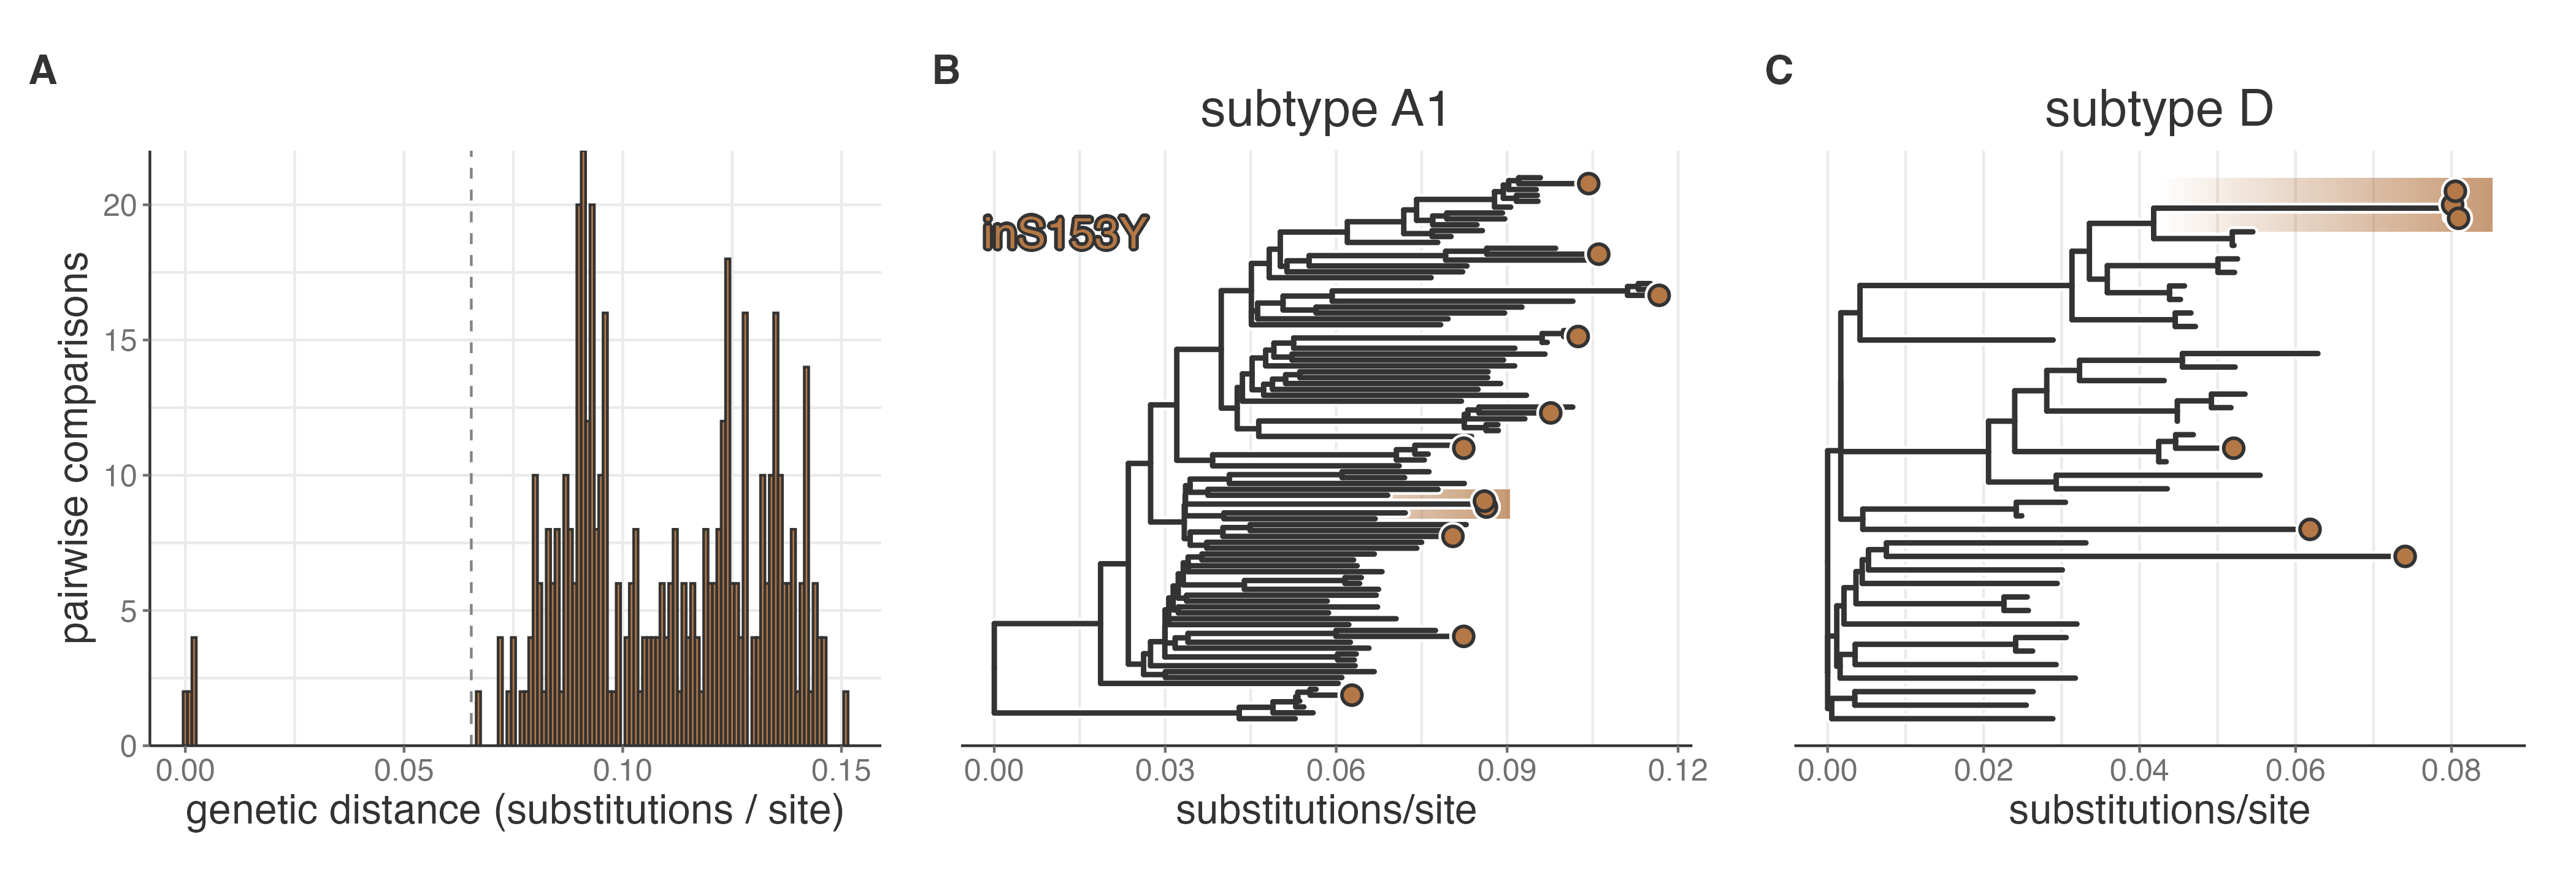 A
B
C
subtype A1
subtype D
inS153Y
pairwise comparisons
20
15
10
5
0
0.00 0.05 0.10 0.15
genetic distance (substitutions / site)
0.00 0.03 0.06 0.09 0.12
substitutions/site
0.00 0.02 0.04 0.06 0.08
substitutions/site